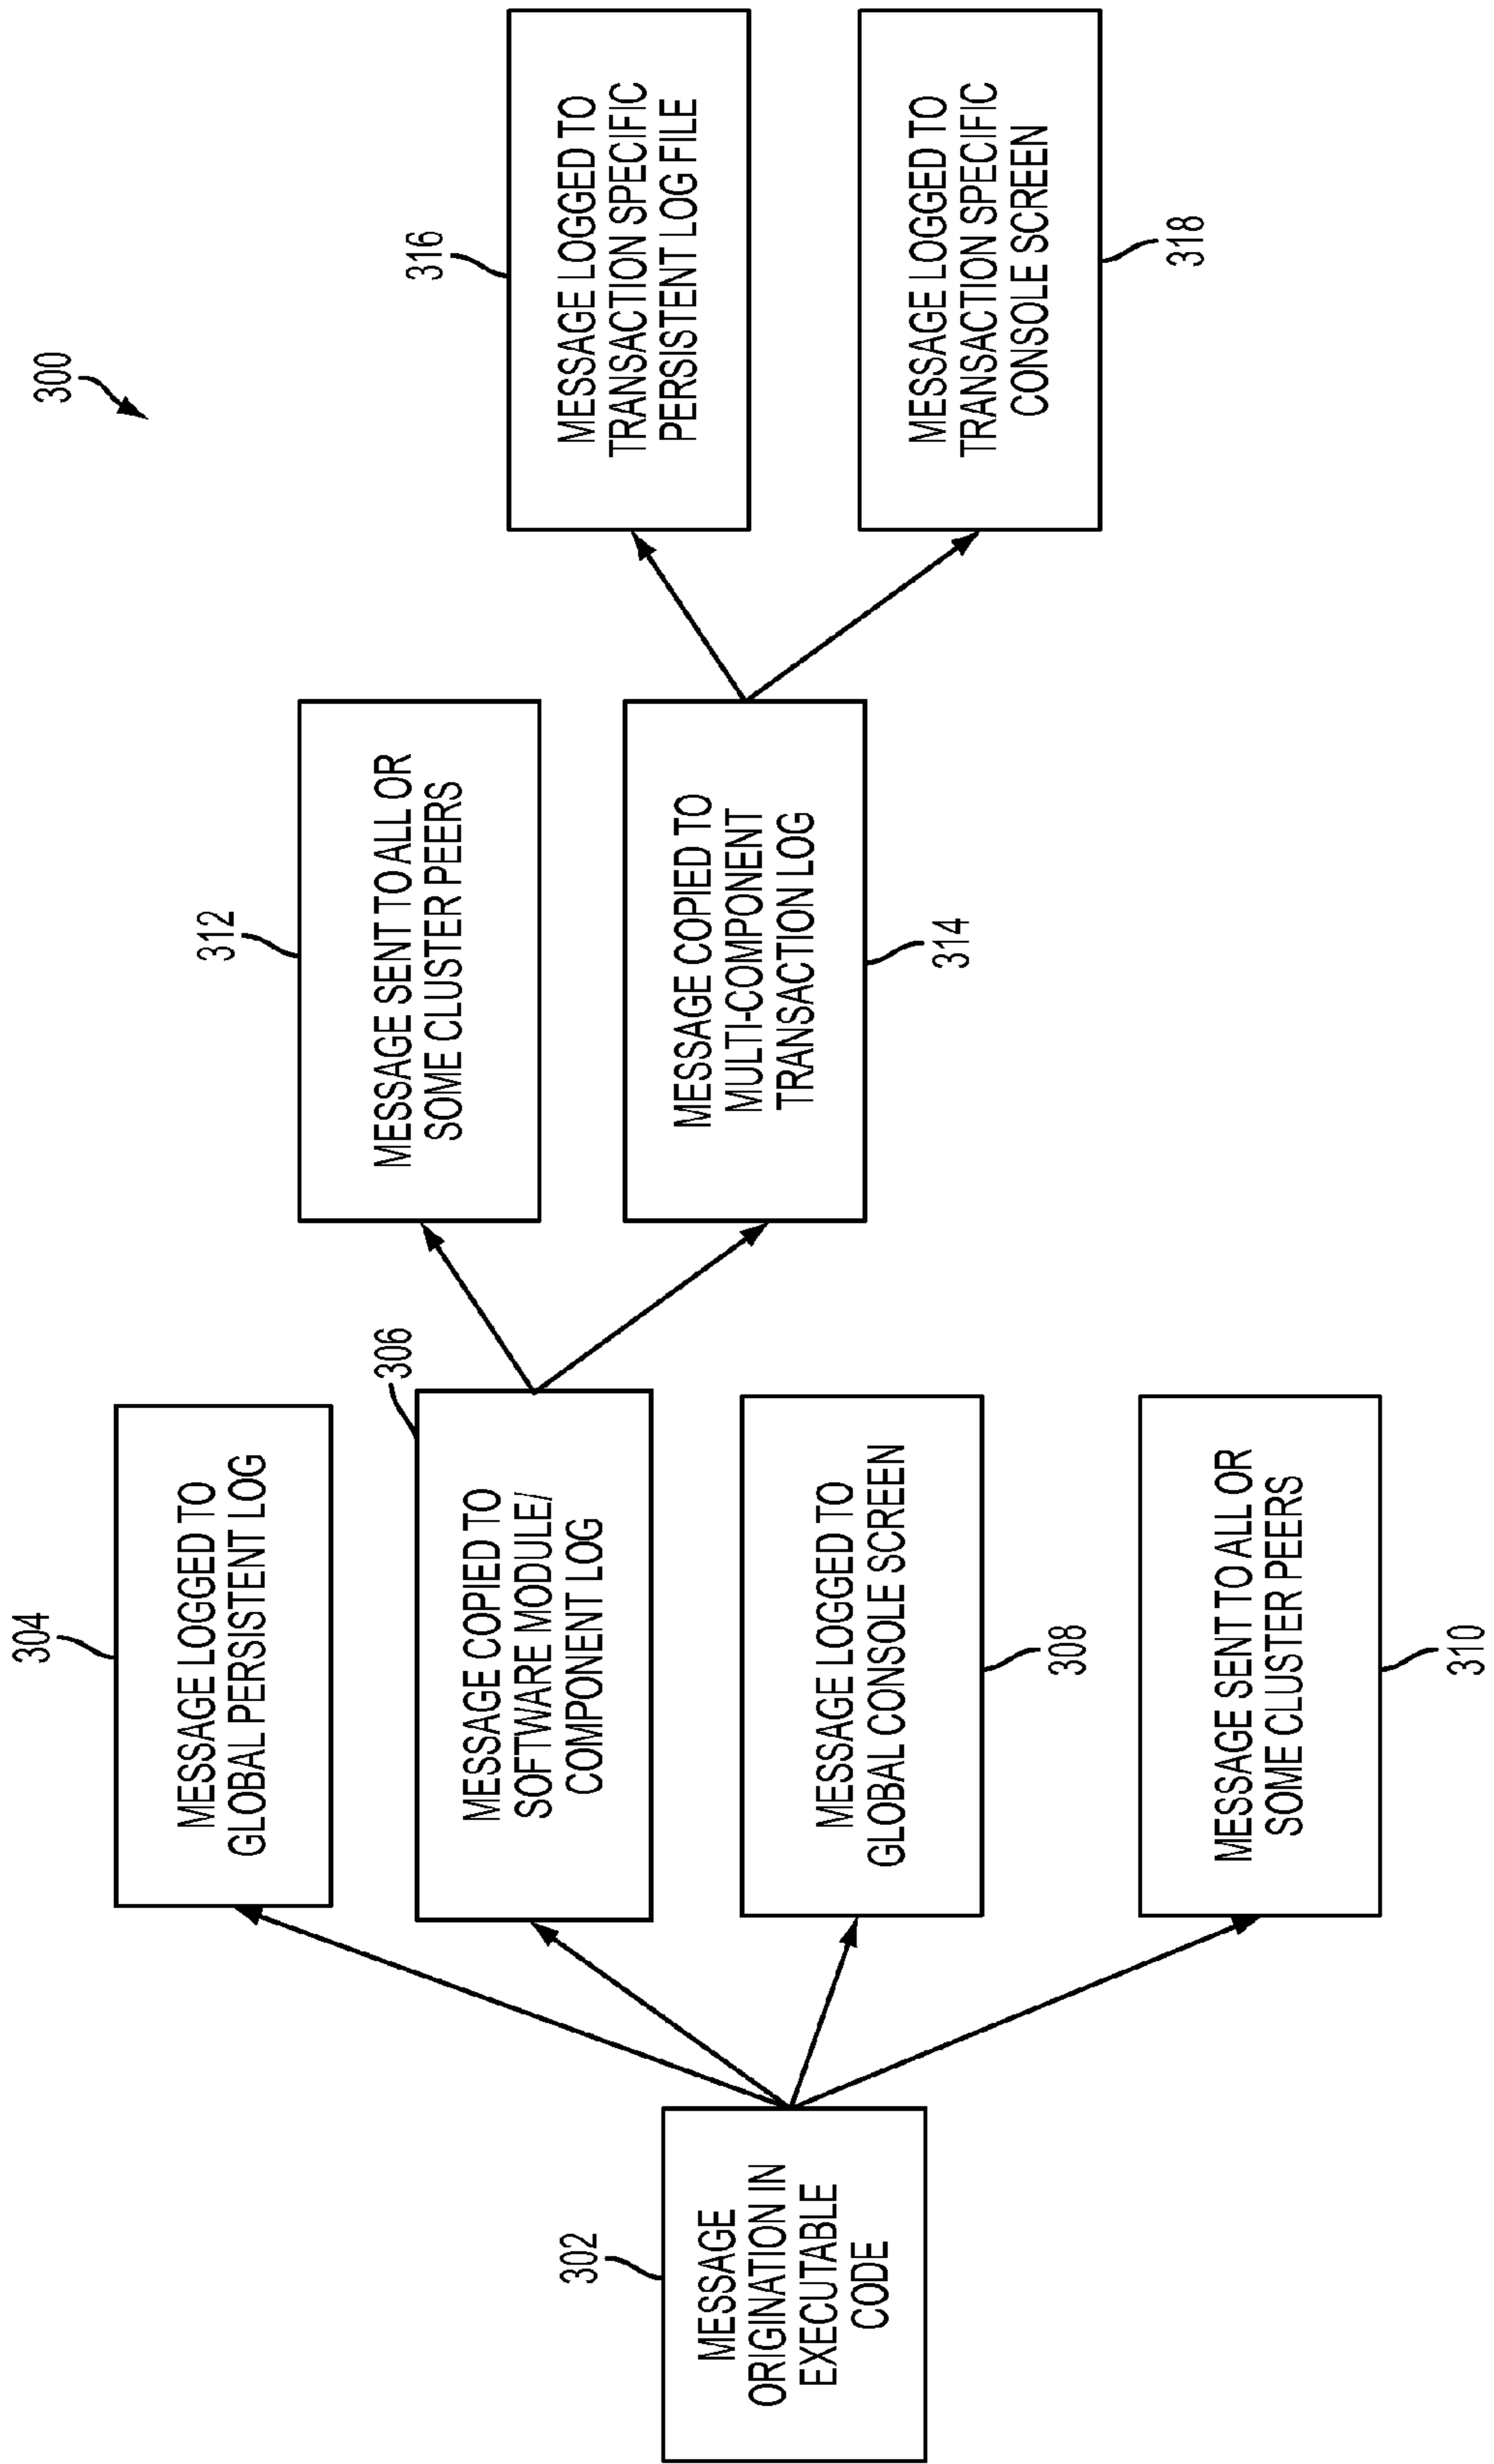 300
302
MESSAGE
ORIGINATION IN
EXECUTABLE
CODE
304
MESSAGE LOGGED TO
GLOBAL PERSISTENT LOG
306
MESSAGE COPIED TO
SOFTWARE MODULE/
COMPONENT LOG
MESSAGE LOGGED TO
GLOBAL CONSOLE SCREEN
308
MESSAGE SENT TO ALL OR
SOME CLUSTER PEERS
310
312
MESSAGE SENT TO ALL OR
SOME CLUSTER PEERS
MESSAGE COPIED TO
MULTI-COMPONENT
TRANSACTION LOG
314
316
MESSAGE LOGGED TO
TRANSACTION SPECIFIC
PERSISTENT LOG FILE
MESSAGE LOGGED TO
TRANSACTION SPECIFIC
CONSOLE SCREEN
318